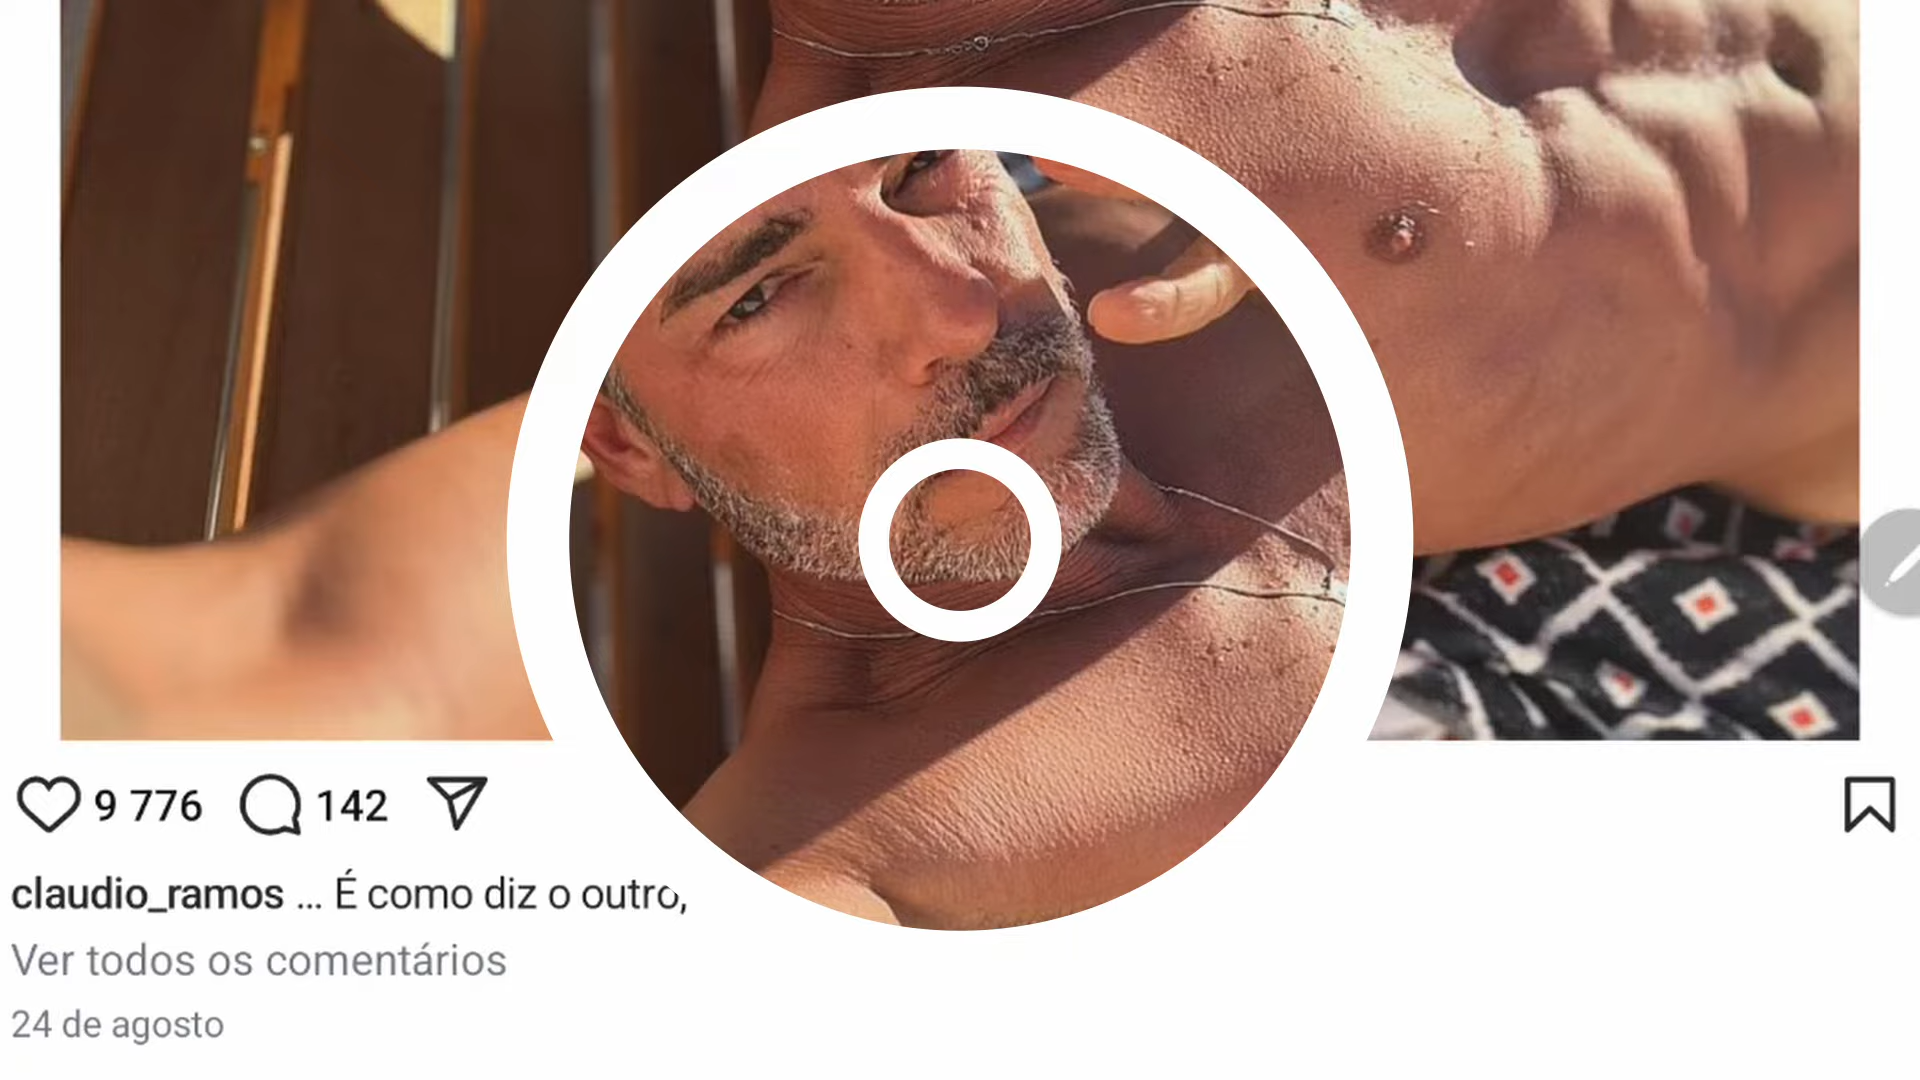 9 776 142
claudio_ramos ... É como diz o outro,
Ver todos os comentários
24 de agosto